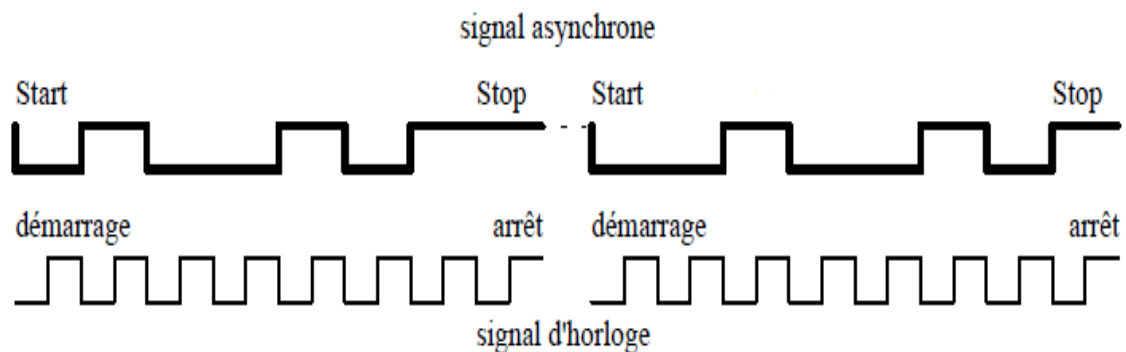 signal asynchrone
Start Stop Start Stop
démarrage arrêt démarrage arrêt
signal d'horloge